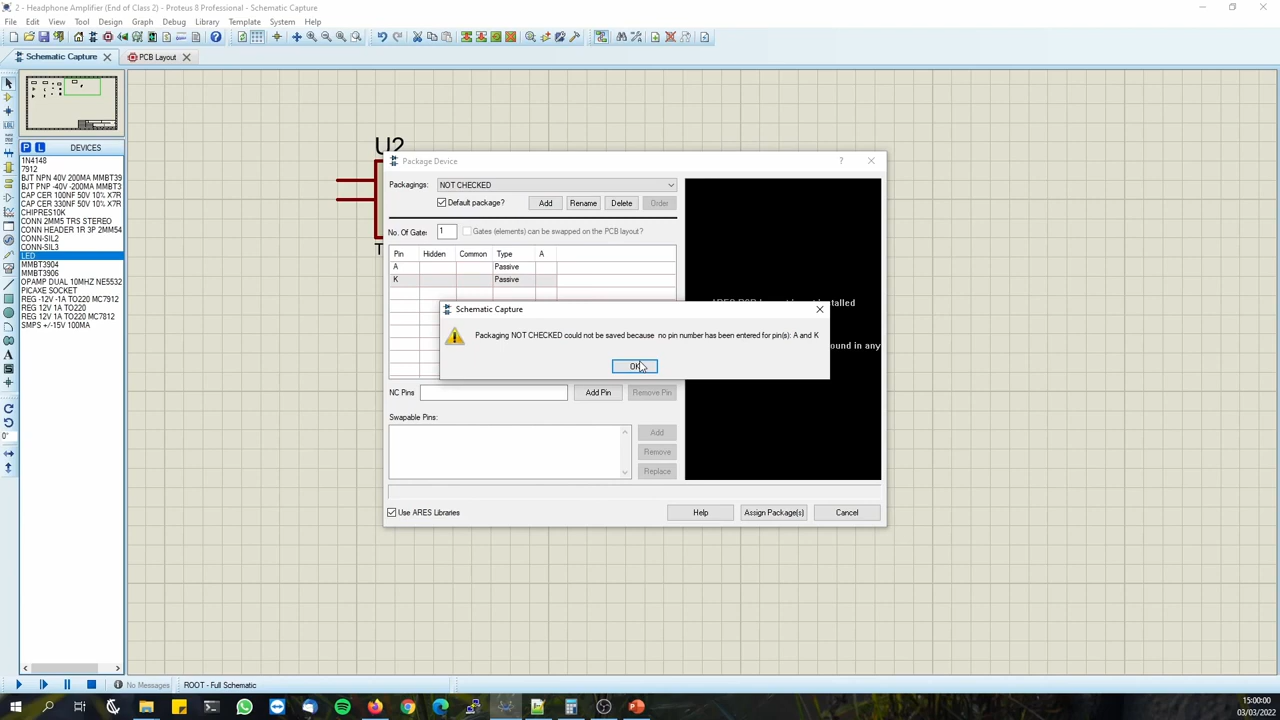 2 - Headphone Amplifier (End of Class 2) - Proteus 8 Professional - Schematic Capture
File Edit View Tool Design Graph Debug Library Template System Help
Schematic Capture
PCB Layout
P L DEVICES
1N4148
7912
BJT NPN 40V 200MA MMBT39
BJT PNP -40V -200MA MMBT3
CAP CER 100NF 50V 10% X7R
CAP CER 330NF 50V 10% X7R
CHIPRES10K
CONN 2MM5 TRS STEREO
CONN HEADER 1R 3P 2MM54
CONN-SIL2
CONN-SIL3
LED
MMBT3904
MMBT3906
OPAMP DUAL 10MHZ NE5532
PICAXE SOCKET
REG -12V -1A TO220 MC7912
REG 12V 1A TO220
REG 12V 1A TO220 MC7812
SMPS +/-15V 100MA
U2
Package Device
Packagings: NOT CHECKED
Default package? Add Rename Delete Order
No. Of Gate: 1 Gates (elements) can be swapped on the PCB layout?
Pin Hidden Common Type A
A Passive
K Passive
Schematic Capture
Packaging NOT CHECKED could not be saved because no pin number has been entered for pin(s): A and K
OK
ound in any
NC Pins Add Pin Remove Pin
Swapable Pins:
Add
Remove
Replace
Use ARES Libraries Help Assign Package(s) Cancel
No Messages ROOT - Full Schematic
15:00:00
03/03/2022